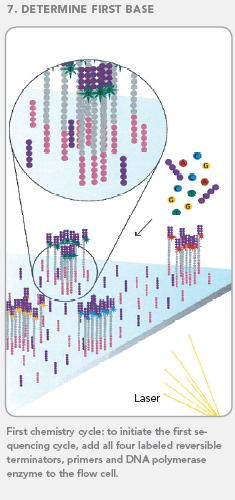 7. DETERMINE FIRST BASE
A
C
G
C
A
G
G
Laser
First chemistry cycle: to initiate the first se-
quencing cycle, add all four labeled reversible
terminators, primers and DNA polymerase
enzyme to the flow cell.